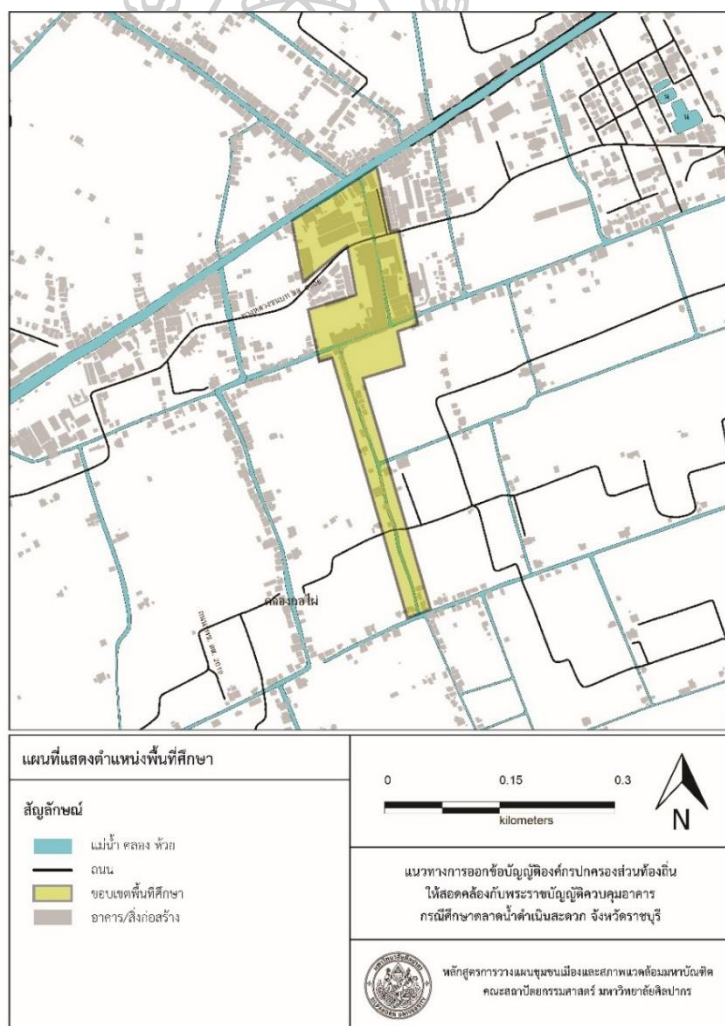 คลองกอไผ่
แผนที่แสดงตำแหน่งพื้นที่ศึกษา
สัญลักษณ์
แม่น้ำ คลอง ห้วย
ถนน
ขอบเขตพื้นที่ศึกษา
อาคาร/สิ่งก่อสร้าง
0 0.15 0.3
kilometers
N
แนวทางการออกข้อบัญญัติองค์กรปกครองส่วนท้องถิ่น
ให้สอดคล้องกับพระราชบัญญัติควบคุมอาคาร
กรณีศึกษาตลาดน้ำดำเนินสะดวก จังหวัดราชบุรี
หลักสูตรการวางแผนชุมชนเมืองและสภาพแวดล้อมมหาบัณฑิต
คณะสถาปัตยกรรมศาสตร์ มหาวิทยาลัยศิลปากร